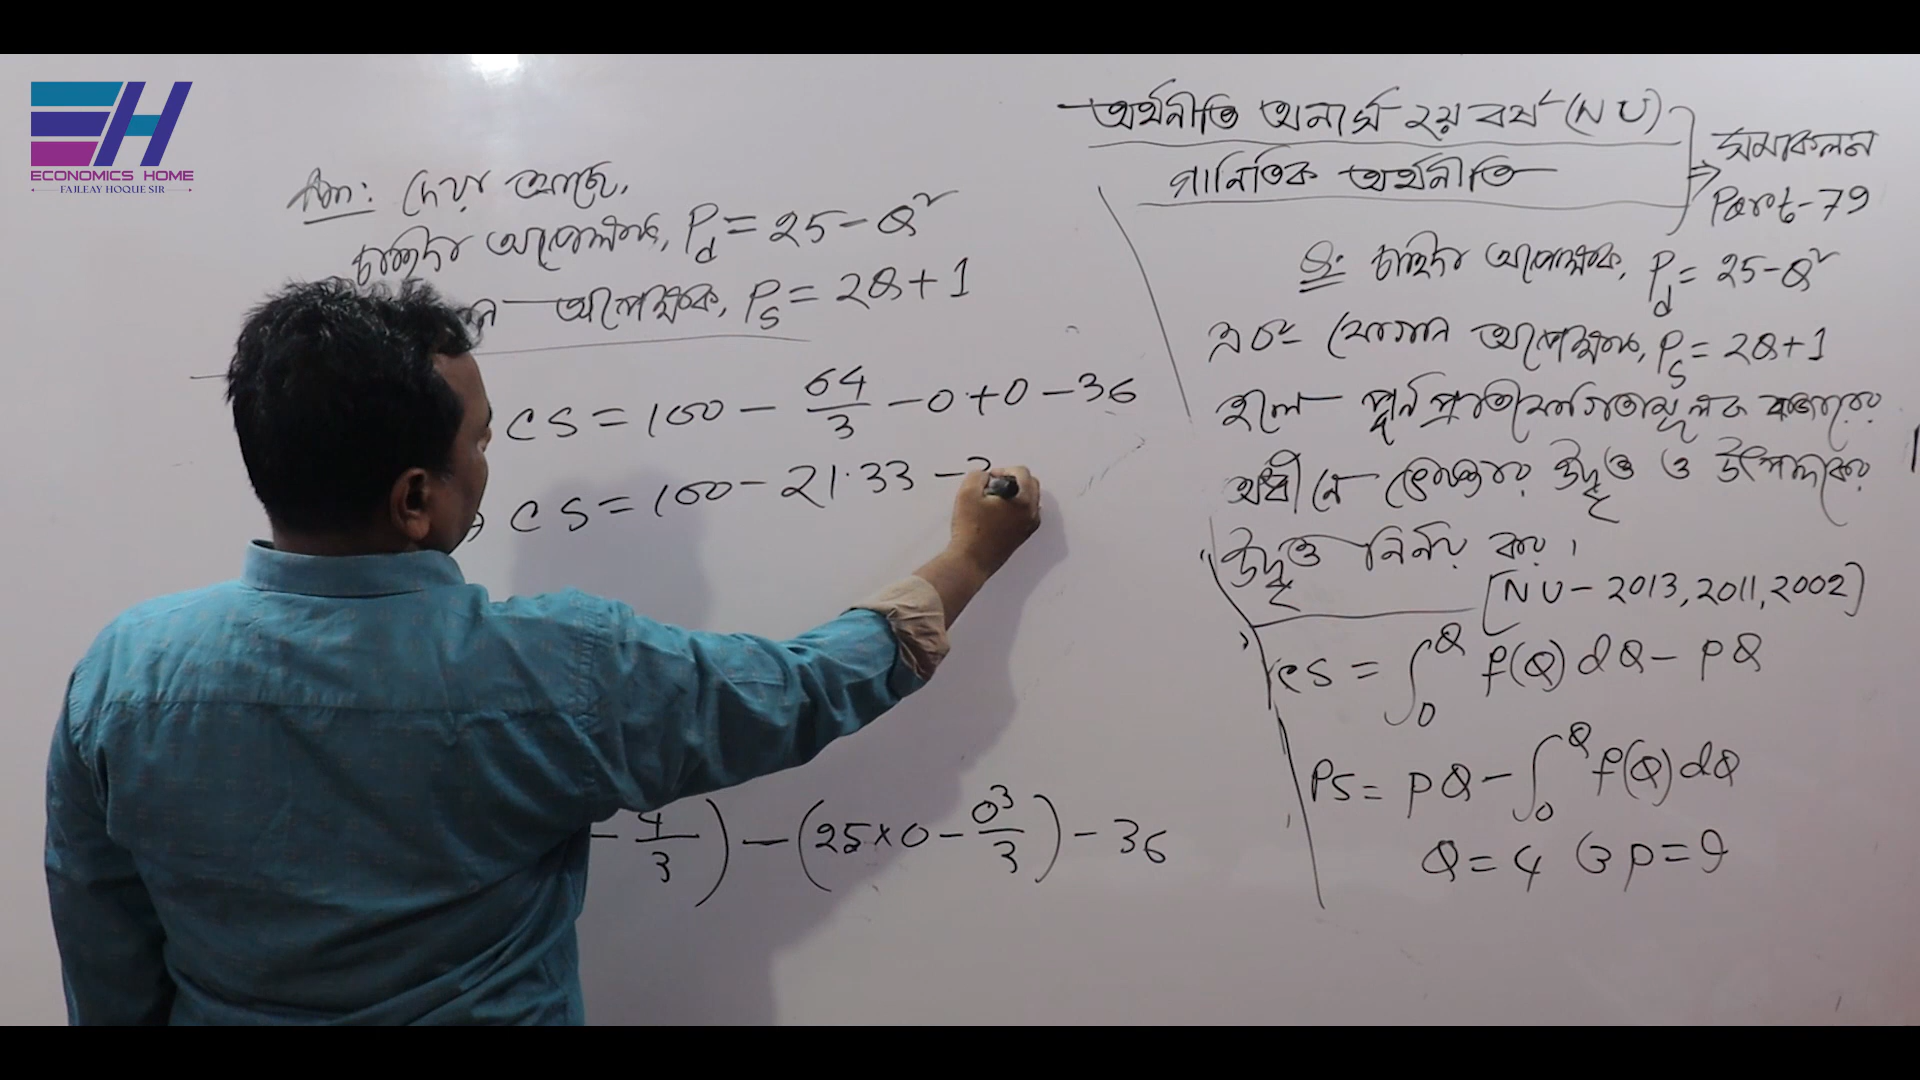 ECONOMICS HOME
FAILEAY HOQUE SIR
অর্থনীতি অনার্স ২য় বর্ষ (NU)
গানিতিক অর্থনীতি
সমাকলন
Part-79
Q: চাহিদা অপেক্ষক, Pd = 25-Q²
এবং যোগান অপেক্ষক, Ps = 2Q+1
হলে পূর্ন প্রতিযোগিতামূলক বাজারের
অধীনে ভোক্তার উদ্বৃত্ত ও উৎপাদকের
উদ্বৃত্ত নির্নয় কর।
[NU-2013, 2011, 2002]
CS = ∫₀^Q f(Q) dQ - PQ
PS = PQ - ∫₀^Q f(Q) dQ
Q = 4 ও P = 9
Ans: দেয়া আছে,
চাহিদা অপেক্ষক, Pd = 25-Q²
অপেক্ষক, Ps = 2Q+1
CS = 100 - 64/3 - 0 + 0 - 36
CS = 100 - 21.33 -
/3) - (25×0 - 0³/3) - 36